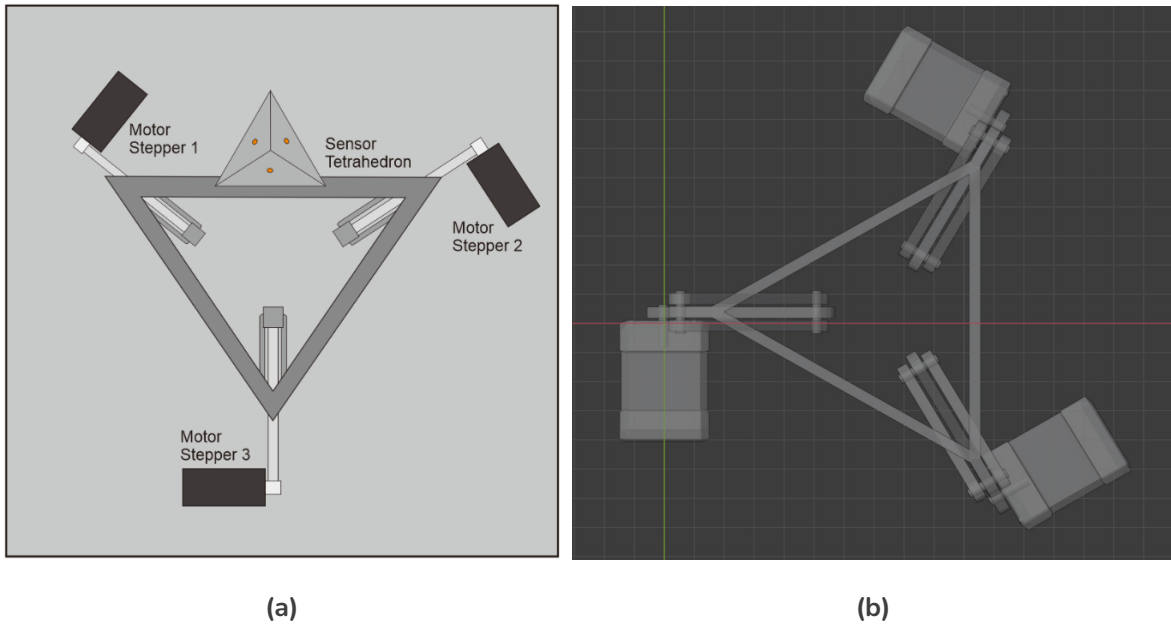 Motor
Stepper 1
Sensor
Tetrahedron
Motor
Stepper 2
Motor
Stepper 3
(a)
(b)